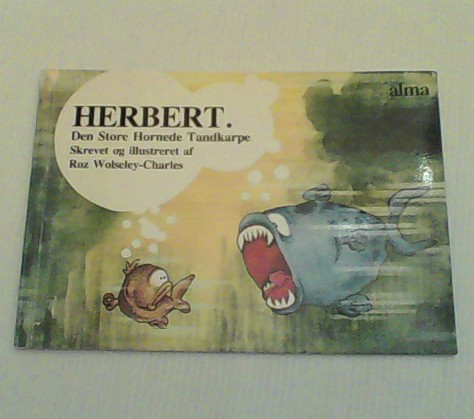 alma
HERBERT.
Den Store Hornede Tandkarpe
Skrevet og illustreret af
Roz Wolseley-Charles